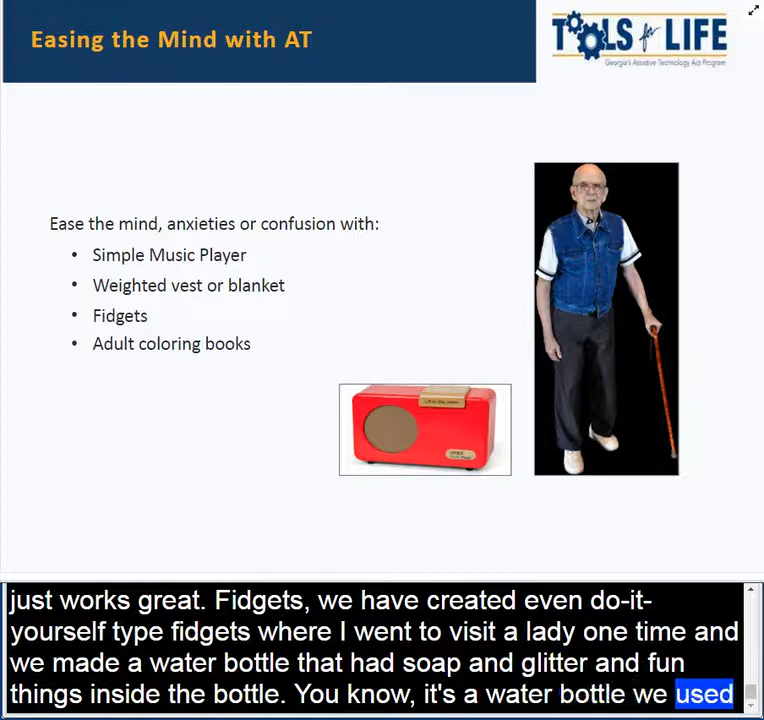 Easing the Mind with AT
TOOLS for LIFE
Georgia's Assistive Technology Act Program
Ease the mind, anxieties or confusion with:
• Simple Music Player
• Weighted vest or blanket
• Fidgets
• Adult coloring books
just works great. Fidgets, we have created even do-it-
yourself type fidgets where I went to visit a lady one time and
we made a water bottle that had soap and glitter and fun
things inside the bottle. You know, it's a water bottle we used